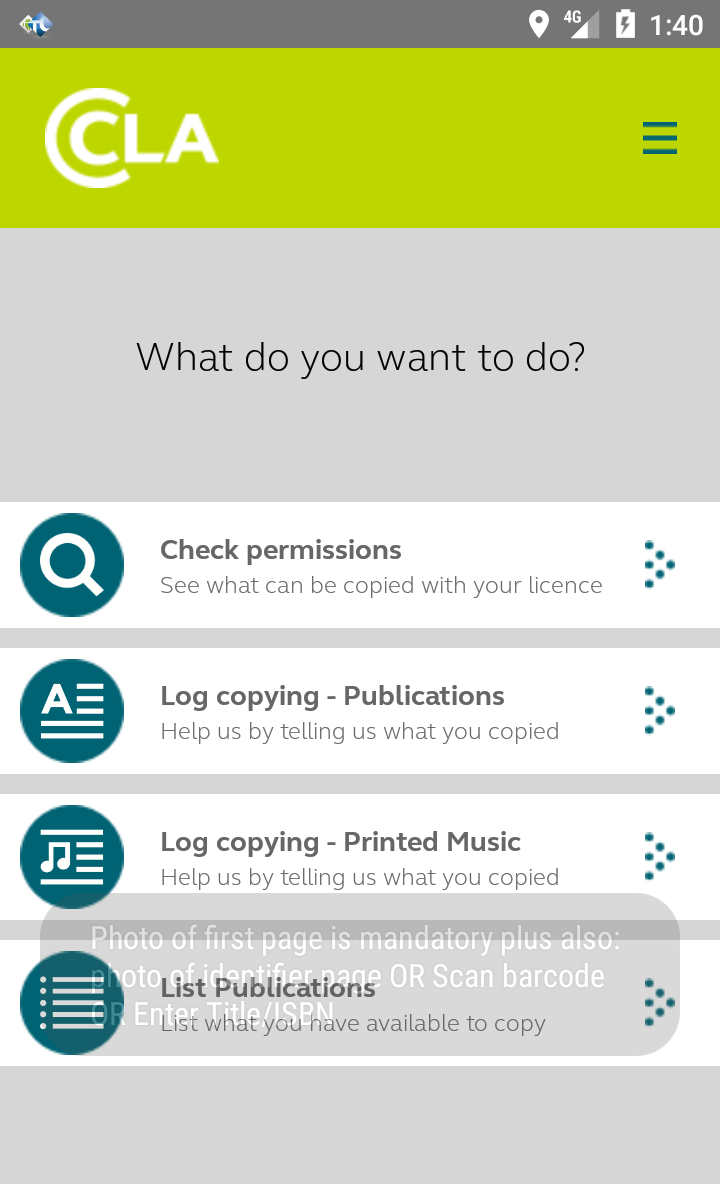 4G
1:40
CLA
What do you want to do?
Check permissions
See what can be copied with your licence
Log copying - Publications
Help us by telling us what you copied
Log copying - Printed Music
Help us by telling us what you copied
Photo of first page is mandatory plus also:
photo of identifier page OR Scan barcode
OR Enter Title/ISBN
List Publications
List what you have available to copy